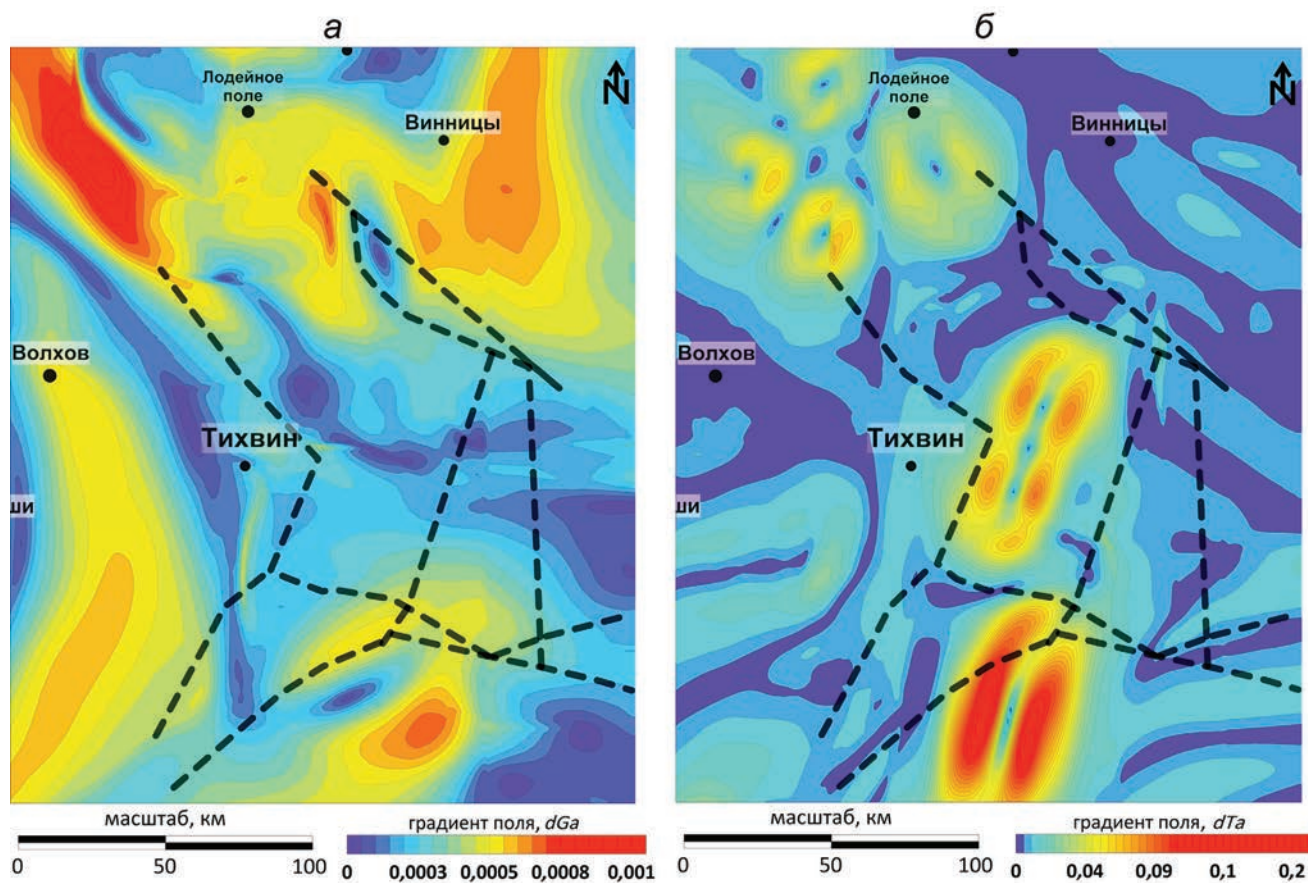 а
N
Лодейное
поле
Винницы
Волхов
Тихвин
ши
масштаб, км
0 50 100
градиент поля, dGa
0 0,0003 0,0005 0,0008 0,001
б
N
Лодейное
поле
Винницы
Волхов
Тихвин
ши
масштаб, км
0 50 100
градиент поля, dTa
0 0,04 0,09 0,1 0,2